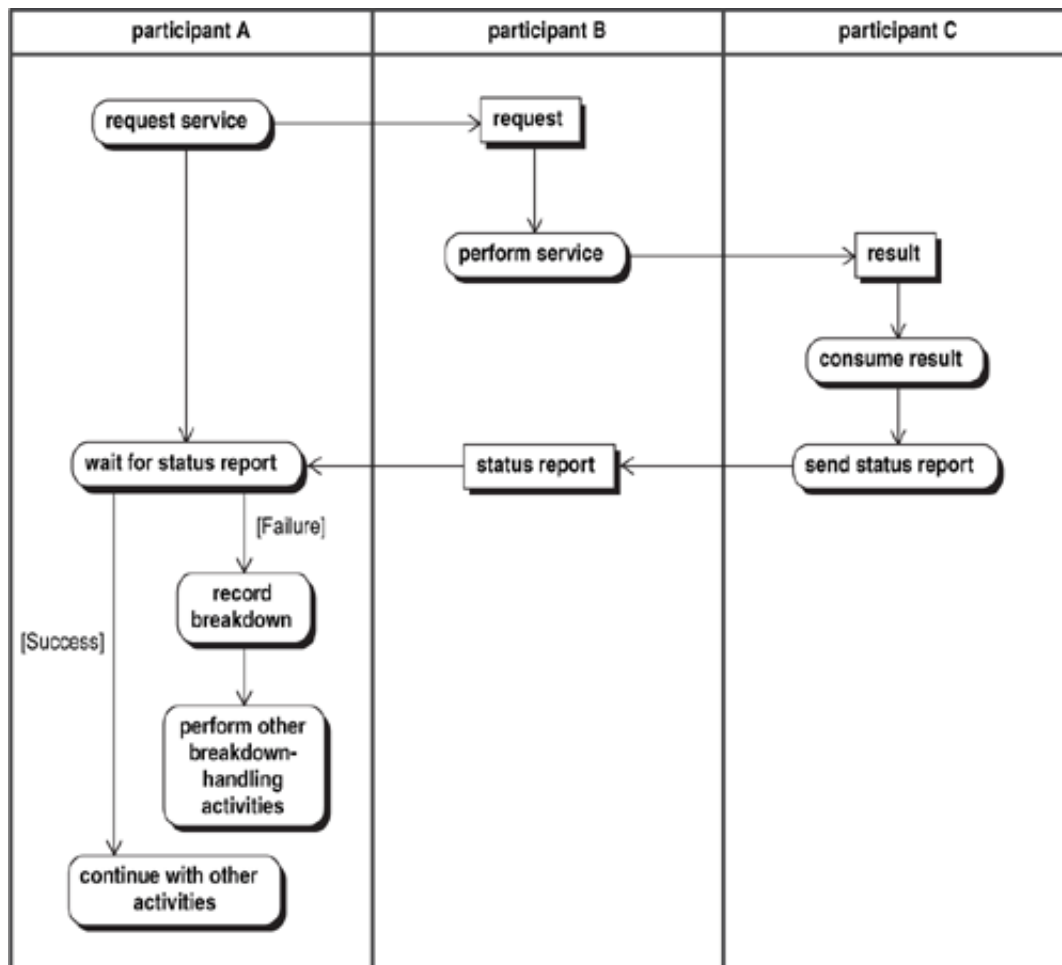 participant A
participant B
participant C
request service
request
perform service
result
consume result
wait for status report
status report
send status report
[Failure]
record
breakdown
[Success]
perform other
breakdown-
handling
activities
continue with other
activities